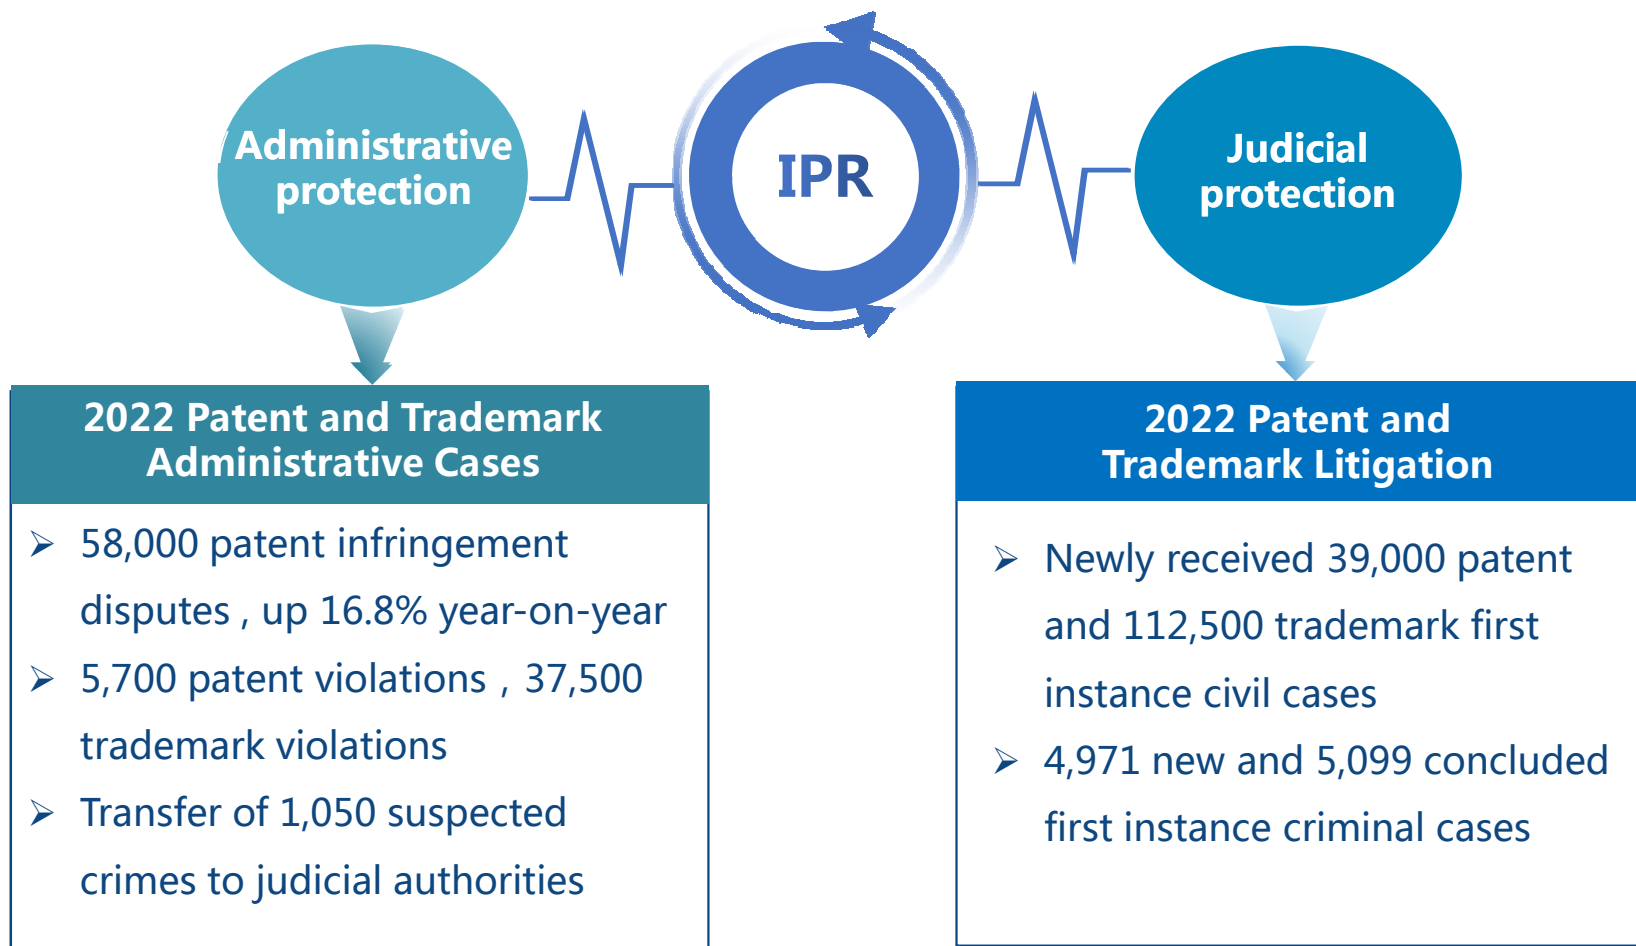 Administrative
protection
IPR
Judicial
protection
2022 Patent and Trademark
Administrative Cases
➢ 58,000 patent infringement
disputes , up 16.8% year-on-year
➢ 5,700 patent violations , 37,500
trademark violations
➢ Transfer of 1,050 suspected
crimes to judicial authorities
2022 Patent and
Trademark Litigation
➢ Newly received 39,000 patent
and 112,500 trademark first
instance civil cases
➢ 4,971 new and 5,099 concluded
first instance criminal cases